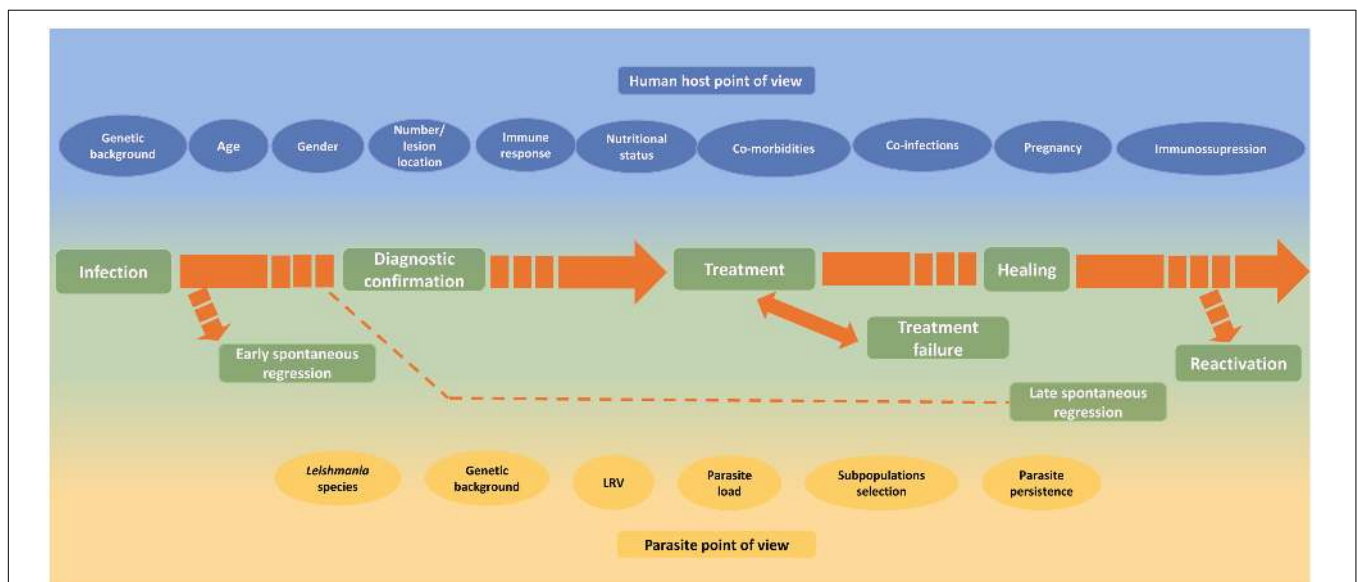 Human host point of view
Genetic
background
Age
Gender
Number/
lesion
location
Immune
response
Nutritional
status
Co-morbidities
Co-infections
Pregnancy
Immunossupression
Infection
Diagnostic
confirmation
Treatment
Healing
Treatment
failure
Early spontaneous
regression
Reactivation
Late spontaneous
regression
Leishmania
species
Genetic
background
LRV
Parasite
load
Subpopulations
selection
Parasite
persistence
Parasite point of view